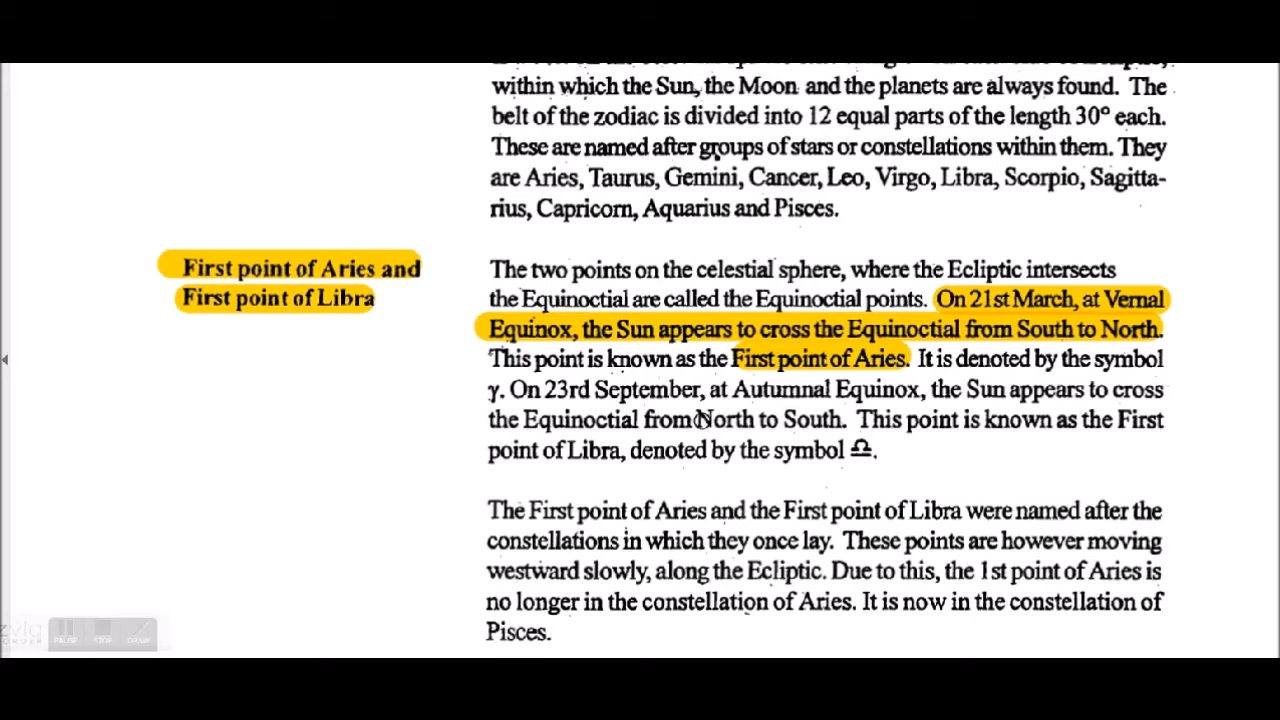 within which the Sun, the Moon and the planets are always found. The
belt of the zodiac is divided into 12 equal parts of the length 30° each.
These are named after groups of stars or constellations within them. They
are Aries, Taurus, Gemini, Cancer, Leo, Virgo, Libra, Scorpio, Sagitta-
rius, Capricorn, Aquarius and Pisces.
First point of Aries and
First point of Libra
The two points on the celestial sphere, where the Ecliptic intersects
the Equinoctial are called the Equinoctial points. On 21st March, at Vernal
Equinox, the Sun appears to cross the Equinoctial from South to North.
This point is known as the First point of Aries. It is denoted by the symbol
γ. On 23rd September, at Autumnal Equinox, the Sun appears to cross
the Equinoctial from North to South. This point is known as the First
point of Libra, denoted by the symbol ♎.
The First point of Aries and the First point of Libra were named after the
constellations in which they once lay. These points are however moving
westward slowly, along the Ecliptic. Due to this, the 1st point of Aries is
no longer in the constellation of Aries. It is now in the constellation of
Pisces.